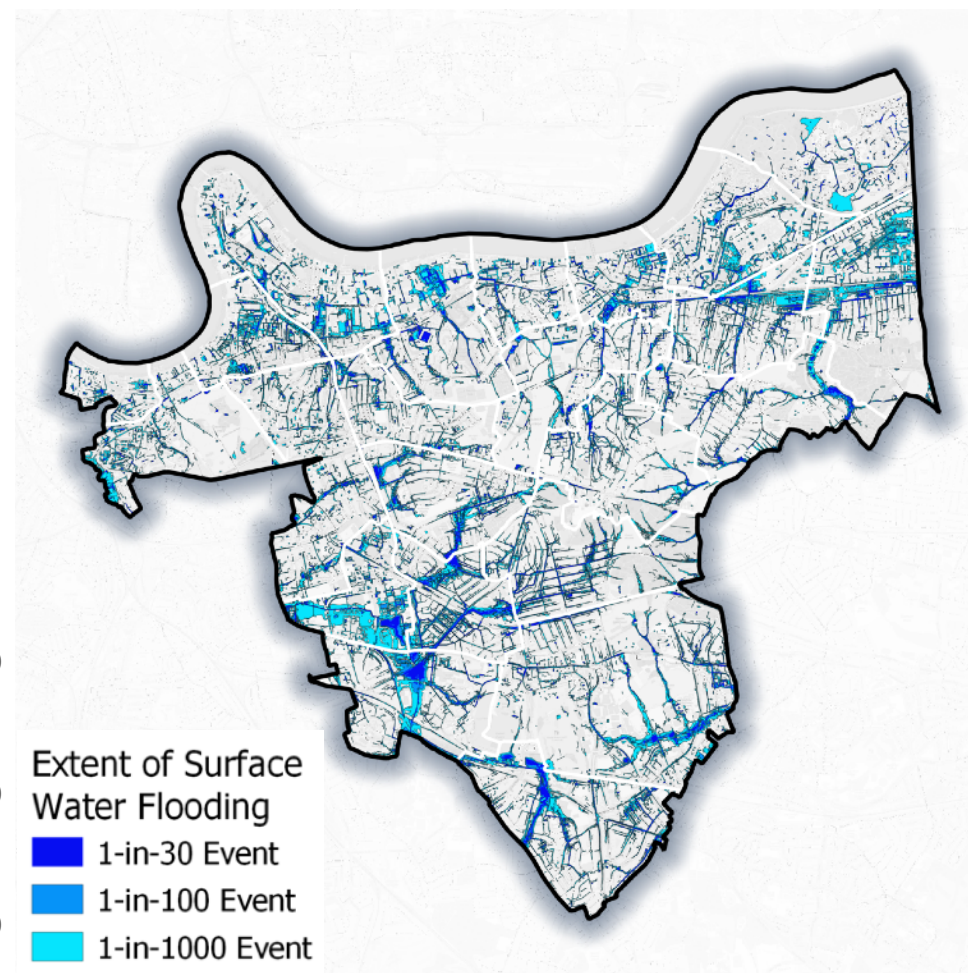 Extent of Surface
Water Flooding
1-in-30 Event
1-in-100 Event
1-in-1000 Event